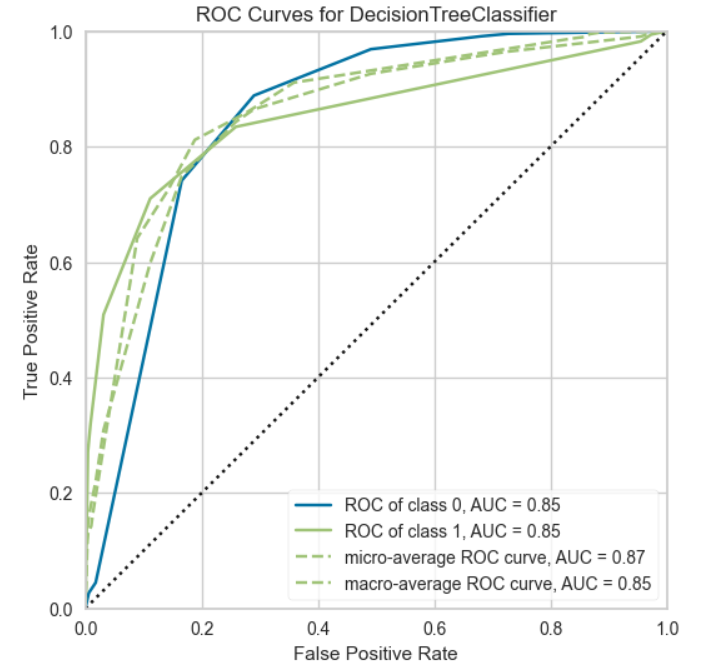 ROC Curves for DecisionTreeClassifier
1.0
0.8
0.6
0.4
0.2
0.0
True Positive Rate
ROC of class 0, AUC = 0.85
ROC of class 1, AUC = 0.85
micro-average ROC curve, AUC = 0.87
macro-average ROC curve, AUC = 0.85
0.0 0.2 0.4 0.6 0.8 1.0
False Positive Rate